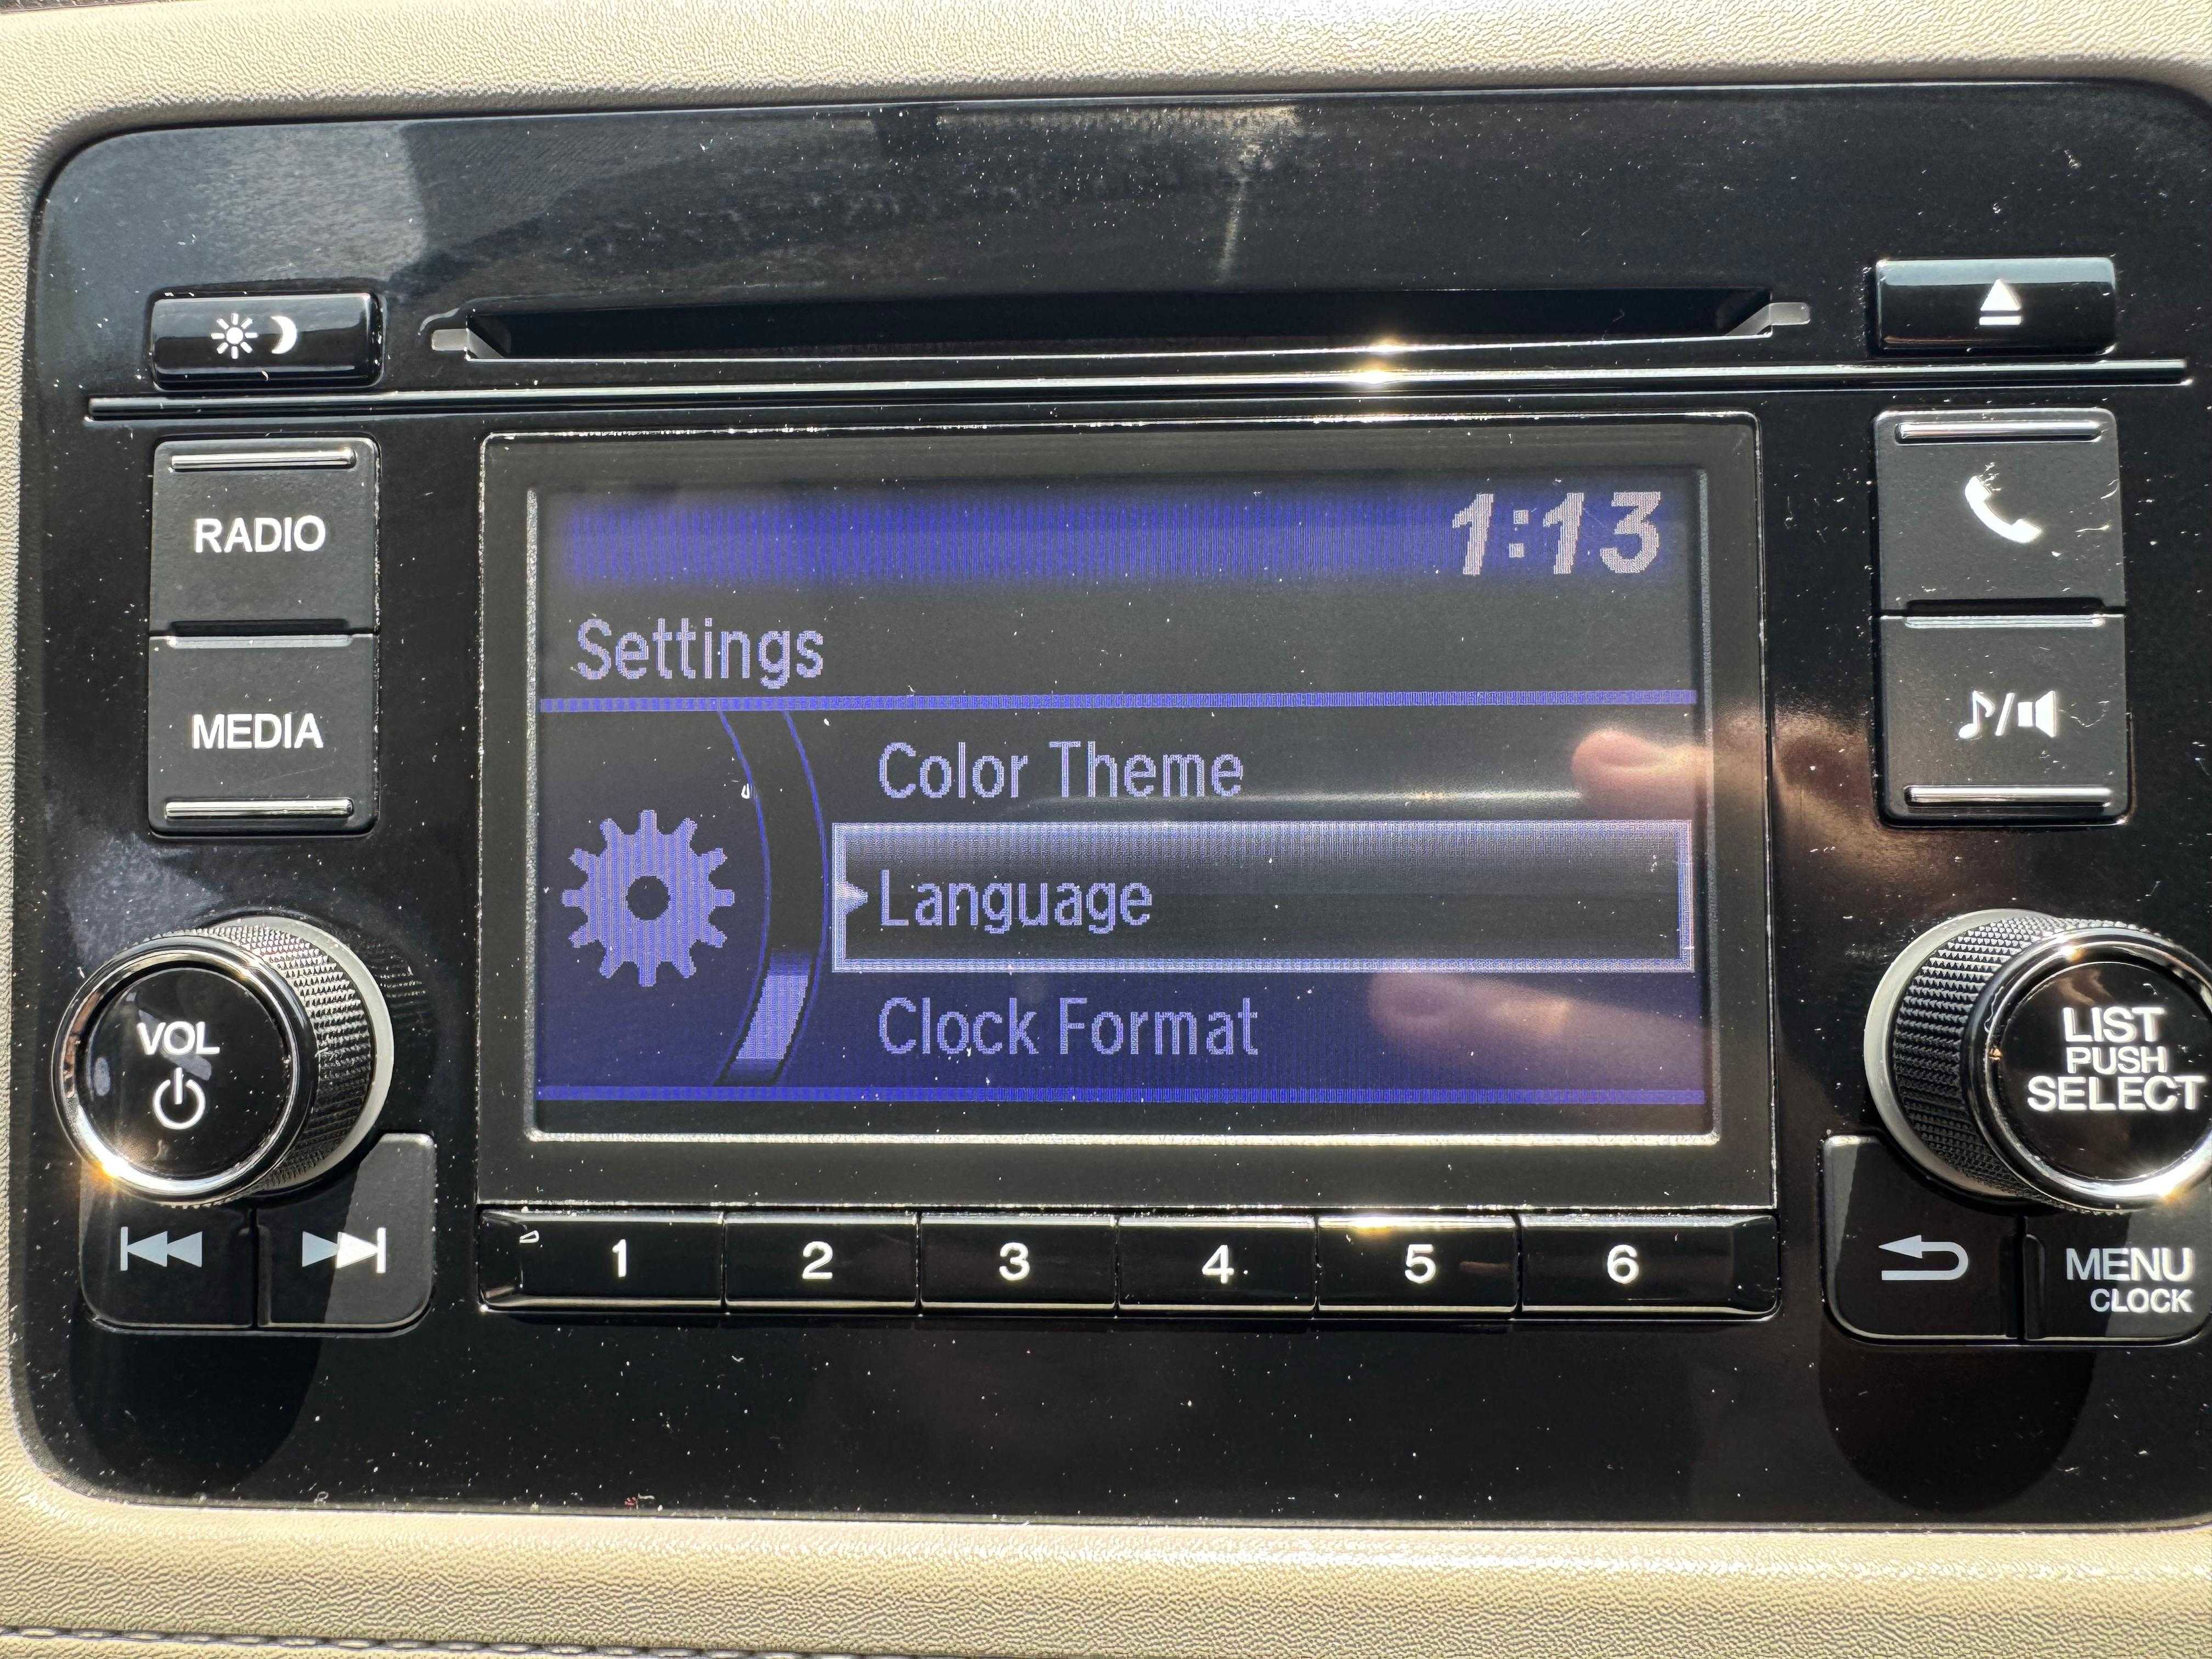 RADIO
MEDIA
1:13
Settings
Color Theme
Language
Clock Format
VOL
LIST
PUSH
SELECT
1 2 3 4 5 6
MENU
CLOCK